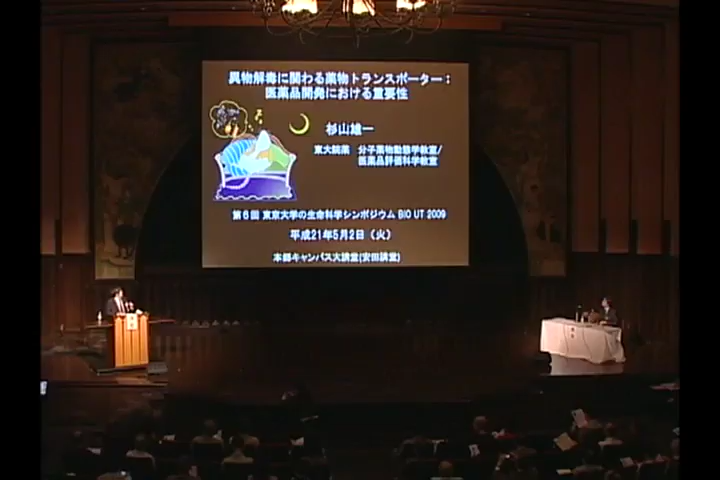 異物解毒に関わる薬物トランスポーター：
医薬品開発における重要性
杉山雄一
東大院薬 分子薬物動態学教室/
医薬品評価科学教室
第6回 東京大学の生命科学シンポジウム BIO UT 2009
平成21年5月2日（火）
本郷キャンパス大講堂(安田講堂)